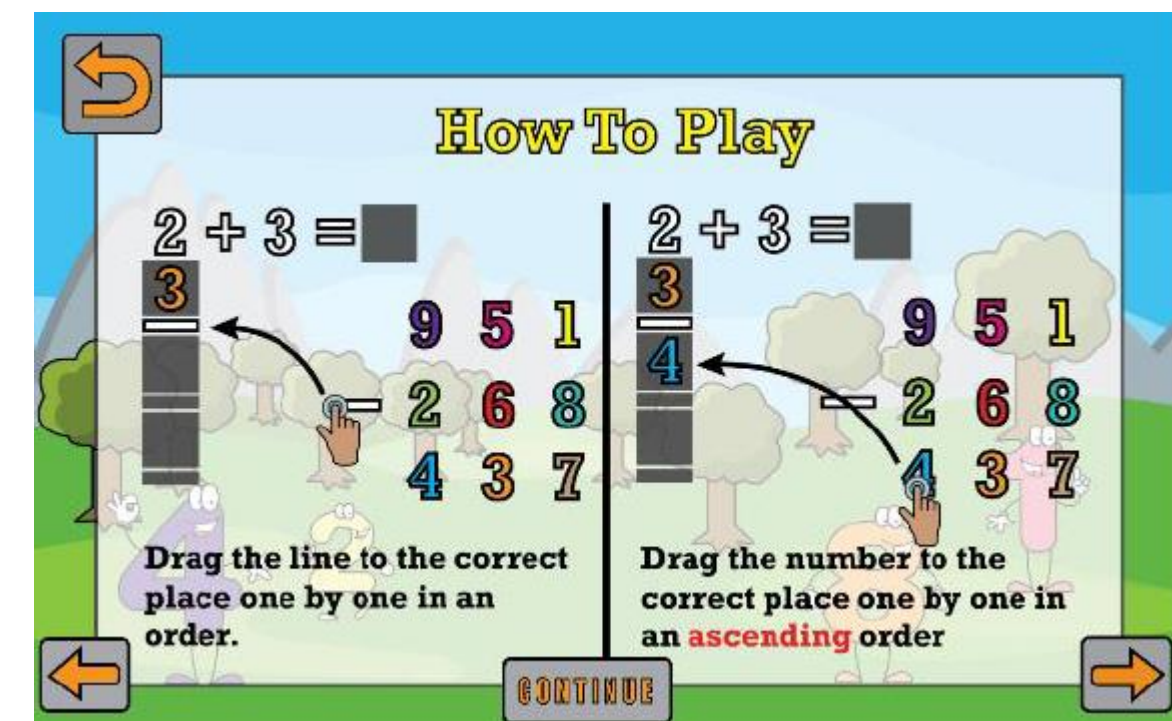 How To Play
2 + 3 =
3
9 5 1
2 6 8
4 3 7
Drag the line to the correct
place one by one in an
order.
2 + 3 =
3
4
9 5 1
2 6 8
4 3 7
Drag the number to the
correct place one by one in
an ascending order
CONTINUE